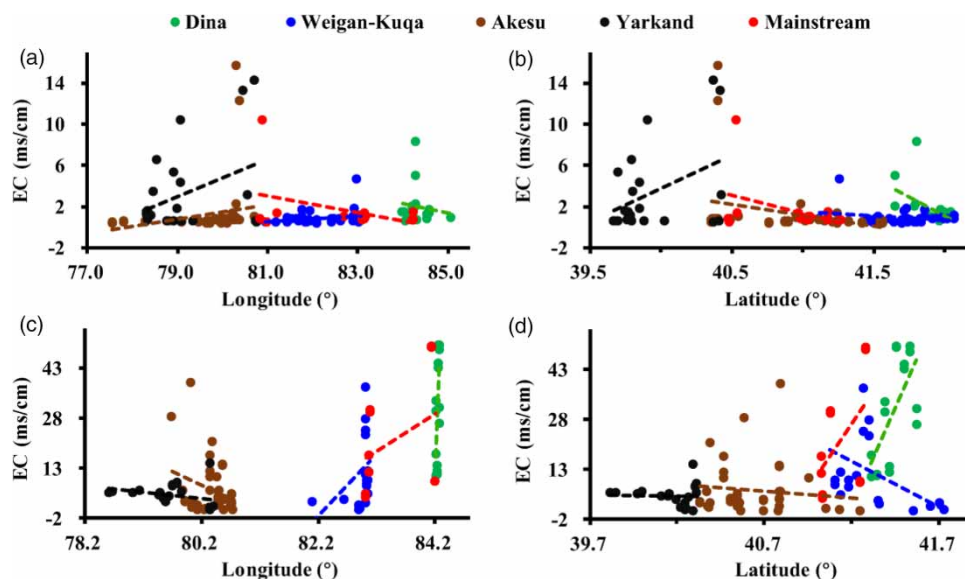 Dina Weigan-Kuqa Akesu Yarkand Mainstream
(a)
EC (ms/cm)
14
10
6
2
-2
77.0 79.0 81.0 83.0 85.0
Longitude (°)
(b)
EC (ms/cm)
14
10
6
2
-2
39.5 40.5 41.5
Latitude (°)
(c)
EC (ms/cm)
43
28
13
-2
78.2 80.2 82.2 84.2
Longitude (°)
(d)
EC (ms/cm)
43
28
13
-2
39.7 40.7 41.7
Latitude (°)